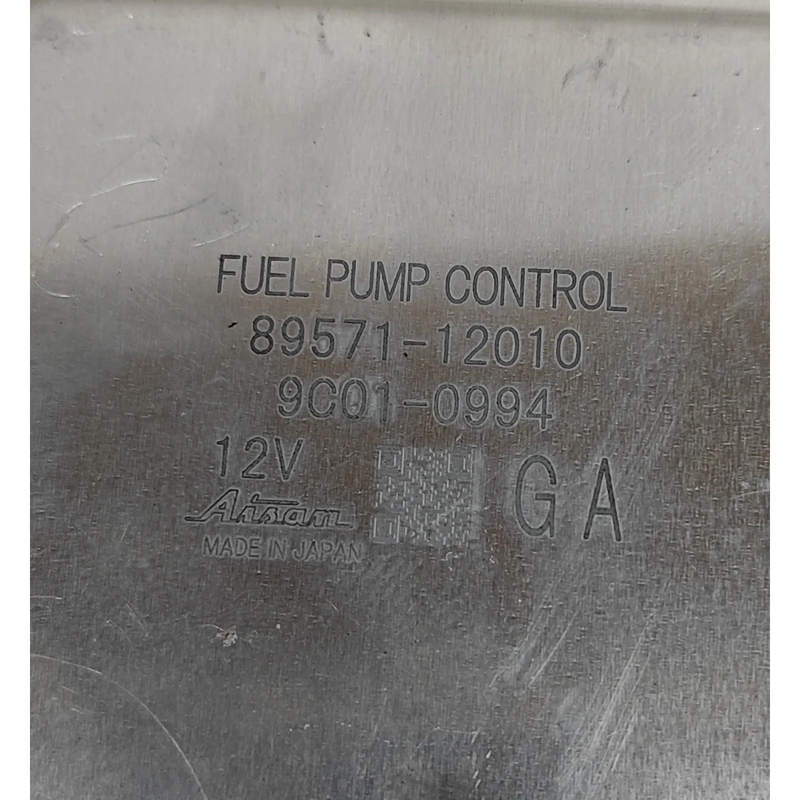 FUEL PUMP CONTROL
89571-12010
9C01-0994
12V
Aisan
MADE IN JAPAN
GA